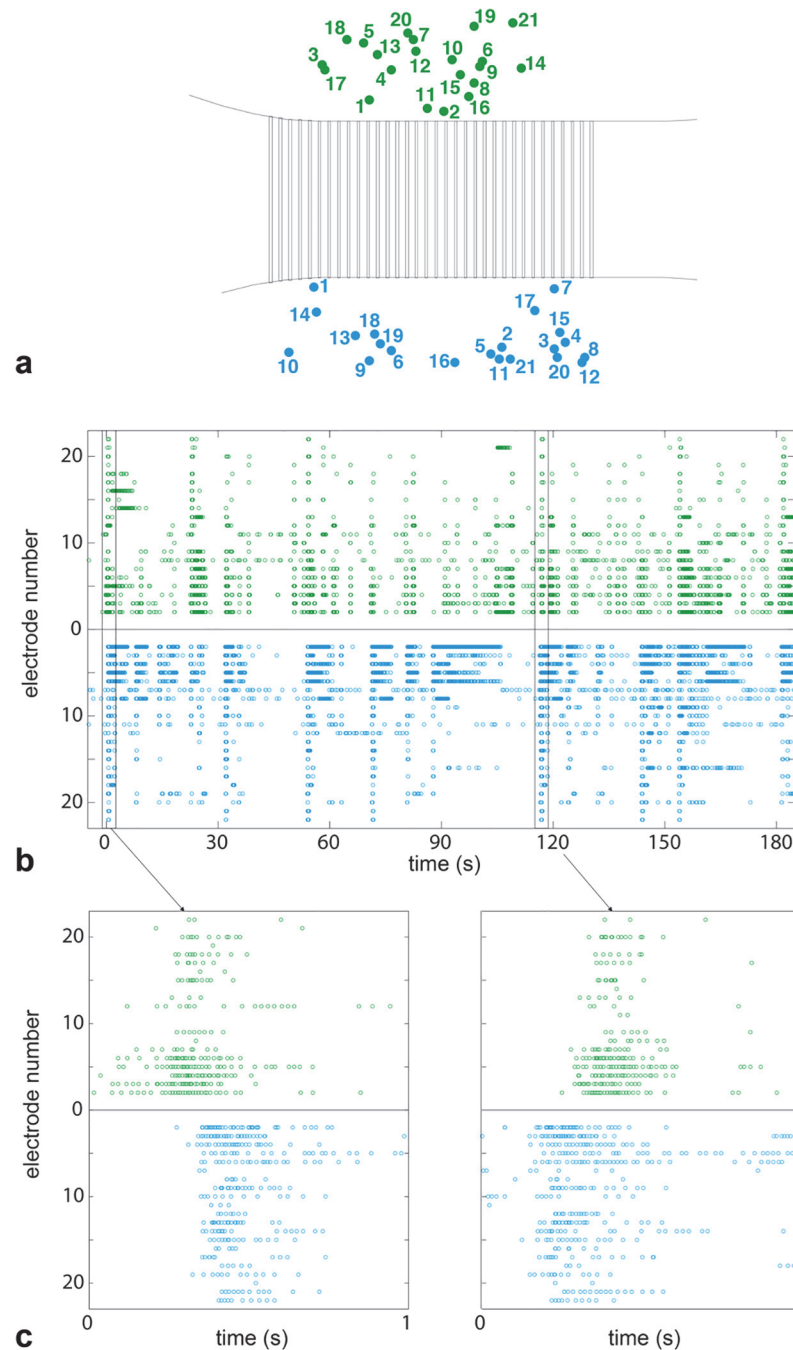 19 21
20
18 5 7
13 6
3 12 10
9 14
17 4 15
8
1 11 2 16
1 7
17
14
18 15
13 19 2 3 4
5 8
10 9 6 16 11 21 20 12
a
20
10
0
10
20
electrode number
0 30 60 90 120 150 180
time (s)
b
20
10
0
10
20
electrode number
0 1 0
time (s) time (s)
c